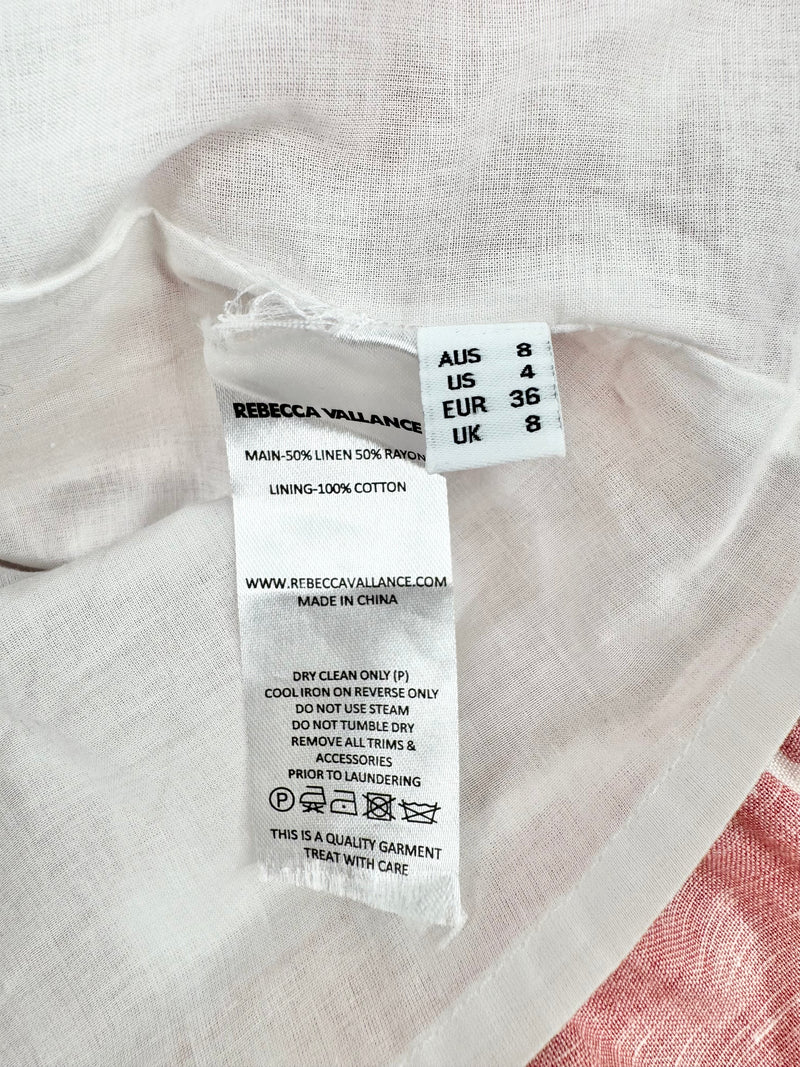 AUS 8
US 4
EUR 36
UK 8
REBECCA VALLANCE
MAIN-50% LINEN 50% RAYON
LINING-100% COTTON
WWW.REBECCAVALLANCE.COM
MADE IN CHINA
DRY CLEAN ONLY (P)
COOL IRON ON REVERSE ONLY
DO NOT USE STEAM
DO NOT TUMBLE DRY
REMOVE ALL TRIMS &
ACCESSORIES
PRIOR TO LAUNDERING
P
THIS IS A QUALITY GARMENT
TREAT WITH CARE